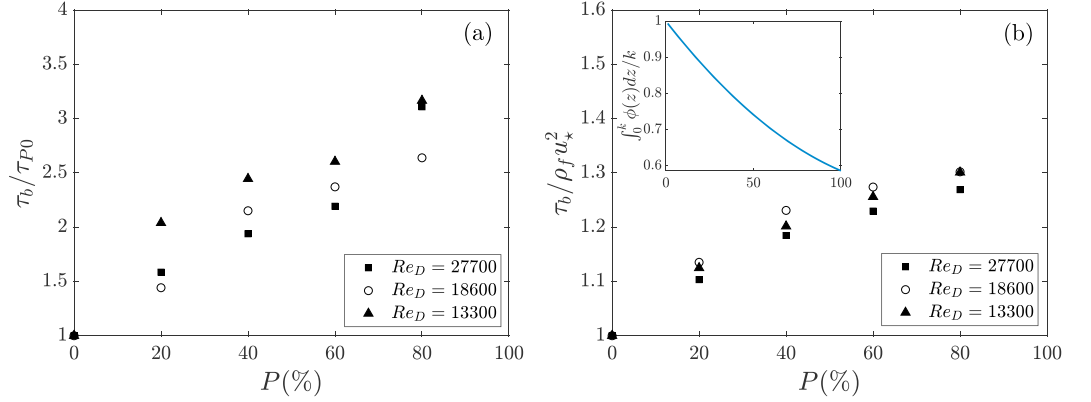 4
3.5
3
2.5
2
1.5
1
0 20 40 60 80 100
τ_b/τ_{P0}
P(%)
(a)
Re_D = 27700
Re_D = 18600
Re_D = 13300
1.6
1.5
1.4
1.3
1.2
1.1
1
0 20 40 60 80 100
τ_b/ρ_f u_⋆^2
P(%)
(b)
1
0.9
0.8
0.7
0.6
0 50 100
∫_0^k ϕ(z)dz/k
Re_D = 27700
Re_D = 18600
Re_D = 13300